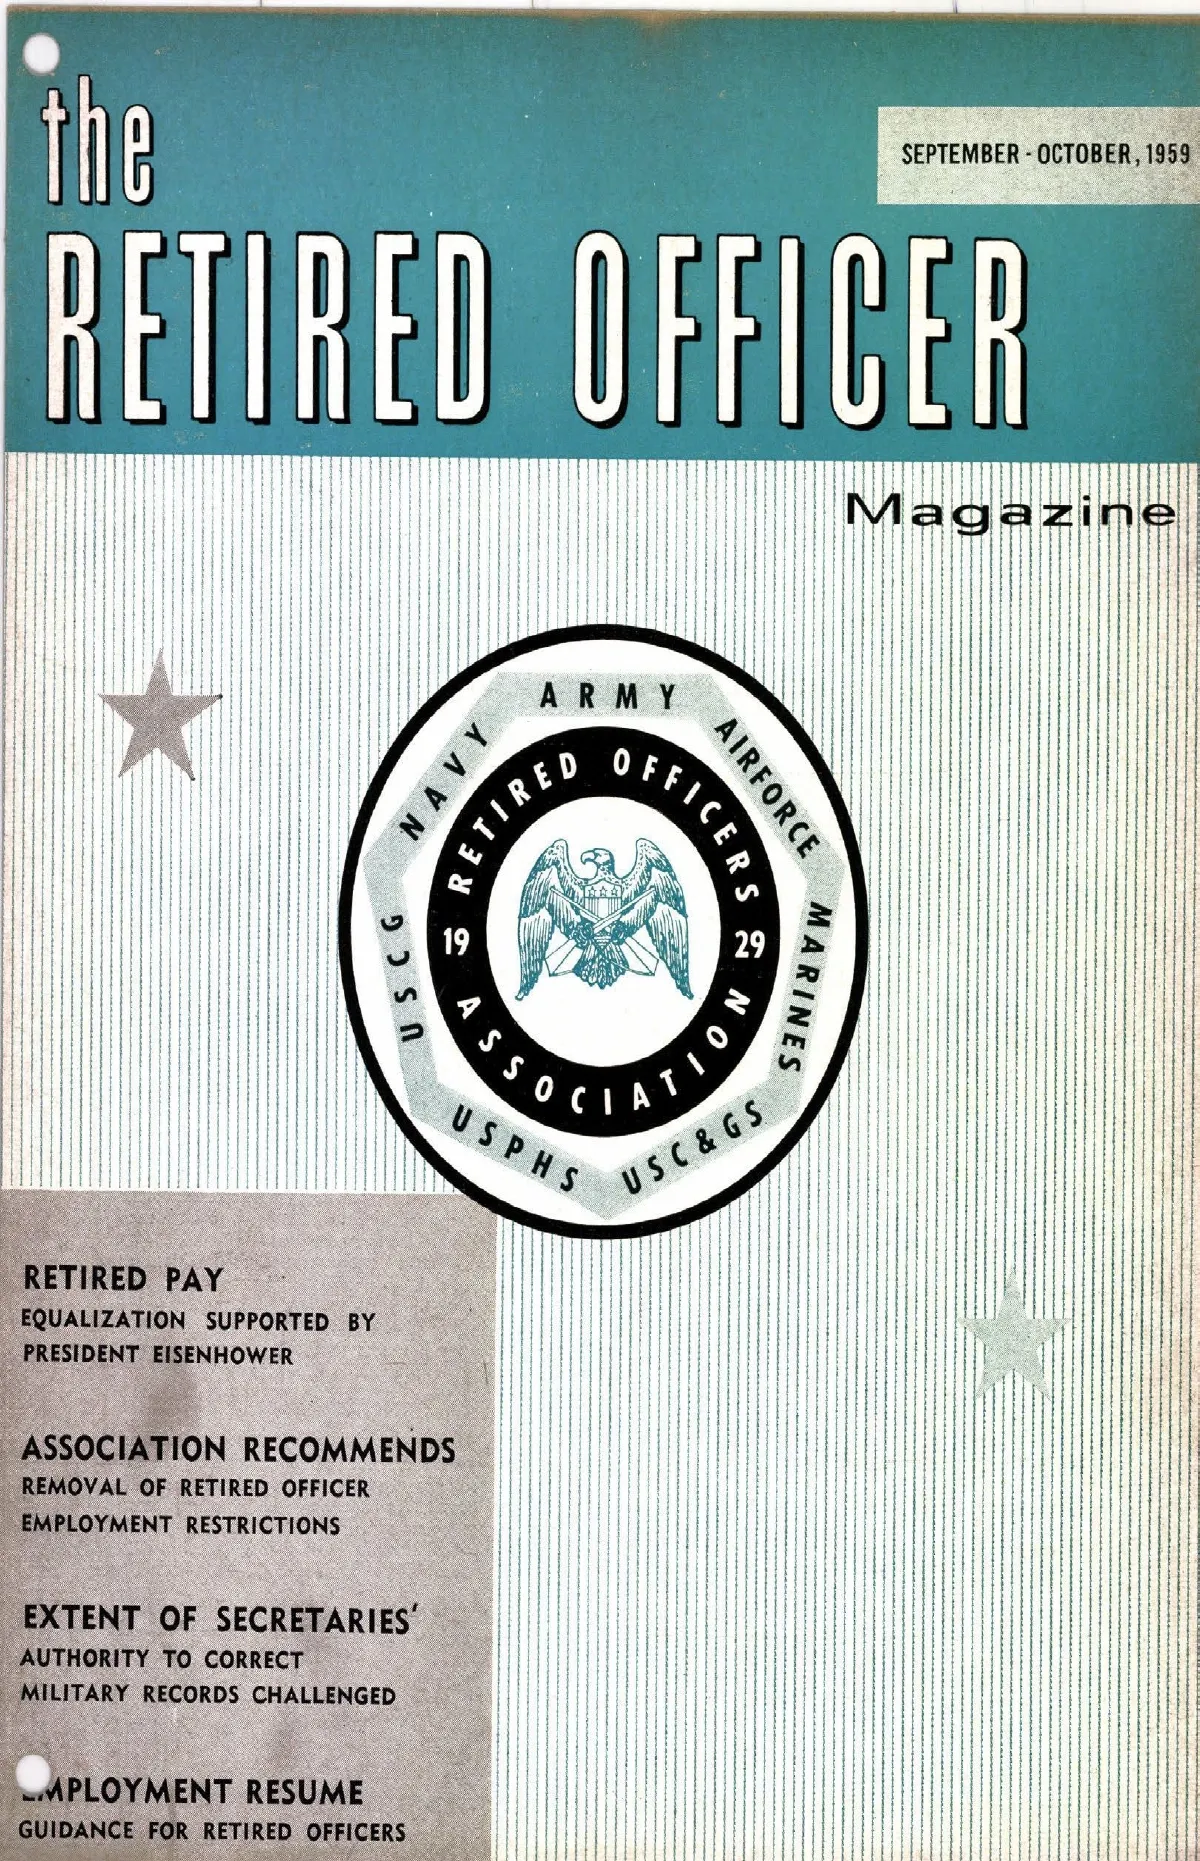 the
SEPTEMBER - OCTOBER, 1959
RETIRED OFFICER
Magazine
ARMY
AIRFORCE
MARINES
USC&GS
USPHS
USCG
NAVY
RETIRED OFFICERS
19 29
ASSOCIATION
RETIRED PAY
EQUALIZATION SUPPORTED BY
PRESIDENT EISENHOWER
ASSOCIATION RECOMMENDS
REMOVAL OF RETIRED OFFICER
EMPLOYMENT RESTRICTIONS
EXTENT OF SECRETARIES'
AUTHORITY TO CORRECT
MILITARY RECORDS CHALLENGED
EMPLOYMENT RESUME
GUIDANCE FOR RETIRED OFFICERS